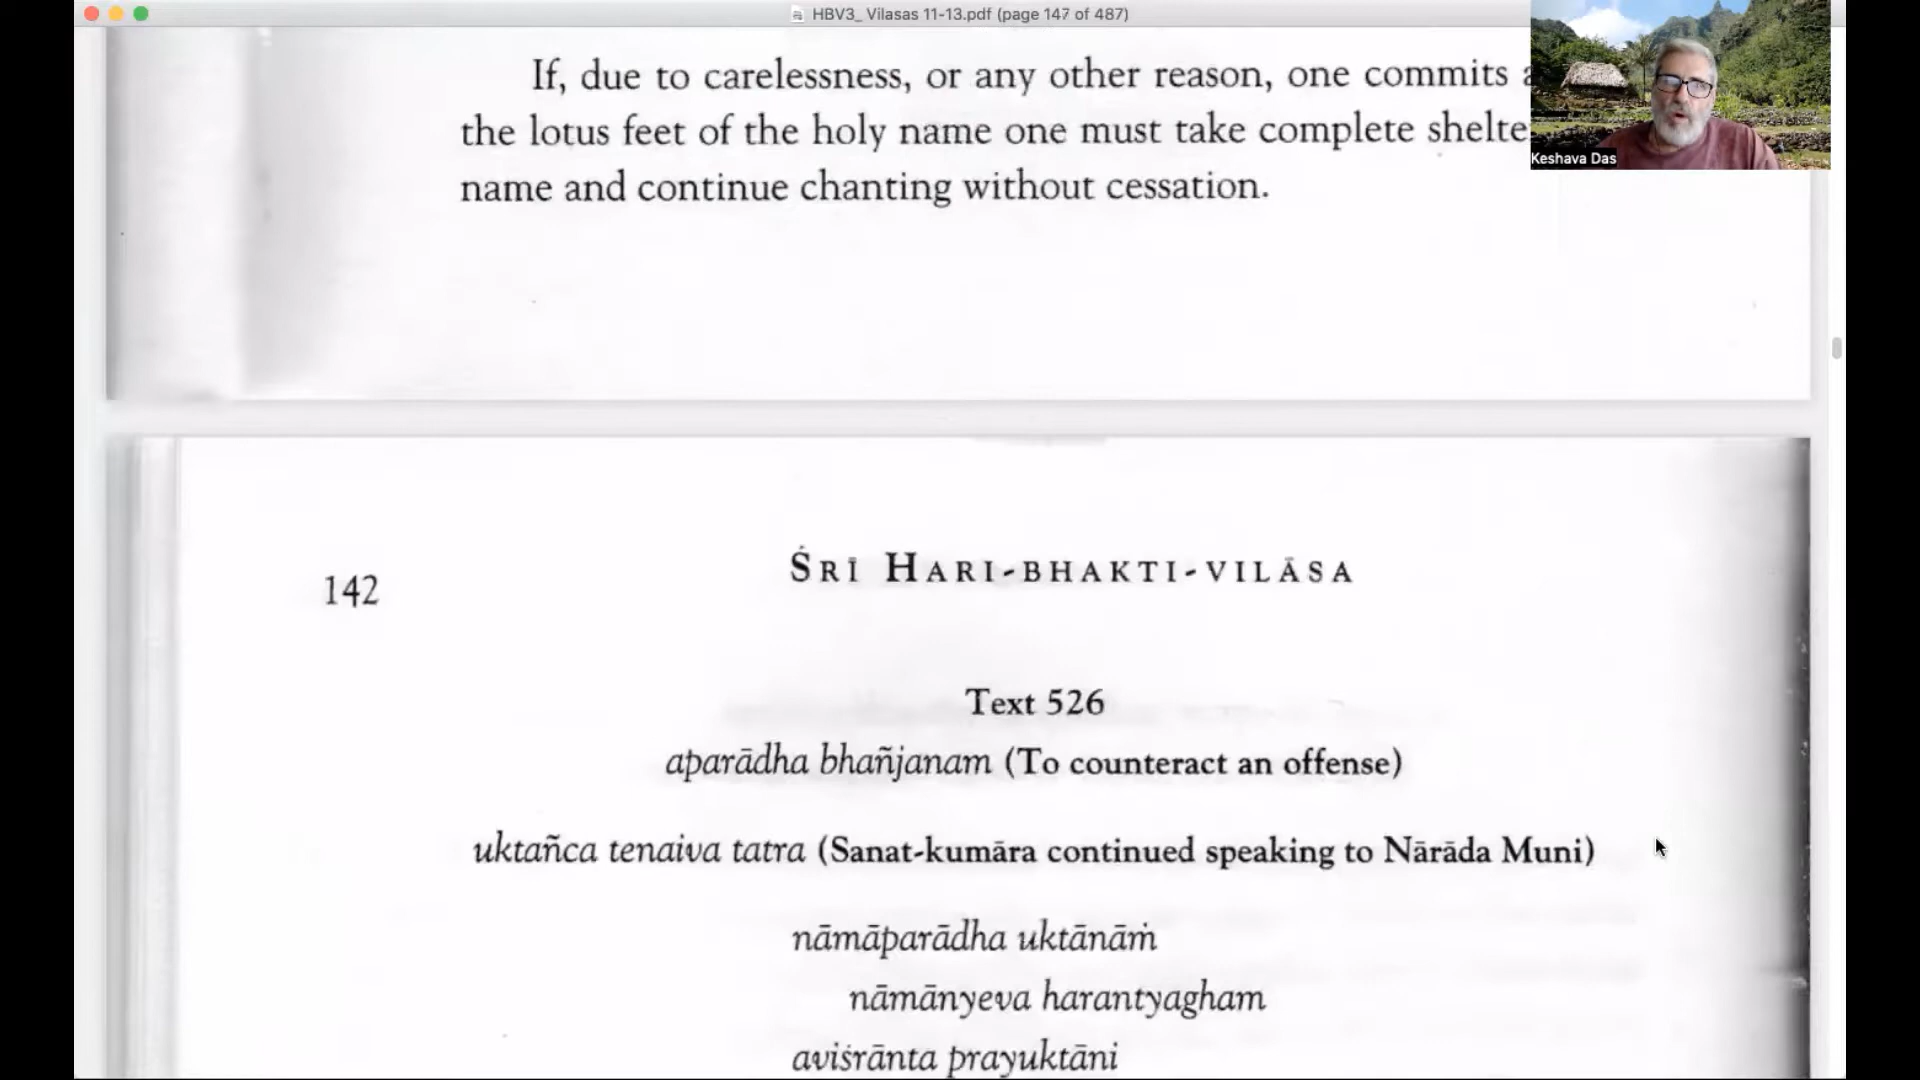 HBV3_ Vilasas 11-13.pdf (page 147 of 487)
If, due to carelessness, or any other reason, one commits
the lotus feet of the holy name one must take complete
name and continue chanting without cessation.
Keshava Das
142
ŚRĪ HARI-BHAKTI-VILĀSA
Text 526
aparādha bhañjanam (To counteract an offense)
uktañca tenaiva tatra (Sanat-kumāra continued speaking to Nārāda Muni)
nāmāparādha uktānāṁ
nāmānyeva harantyagham
aviśrānta prayuktāni